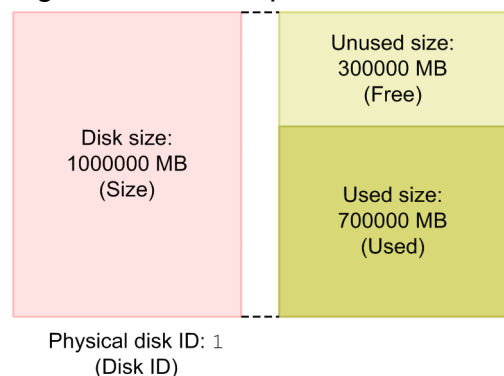 Disk size:
1000000 MB
(Size)
Unused size:
300000 MB
(Free)
Used size:
700000 MB
(Used)
Physical disk ID: 1
(Disk ID)